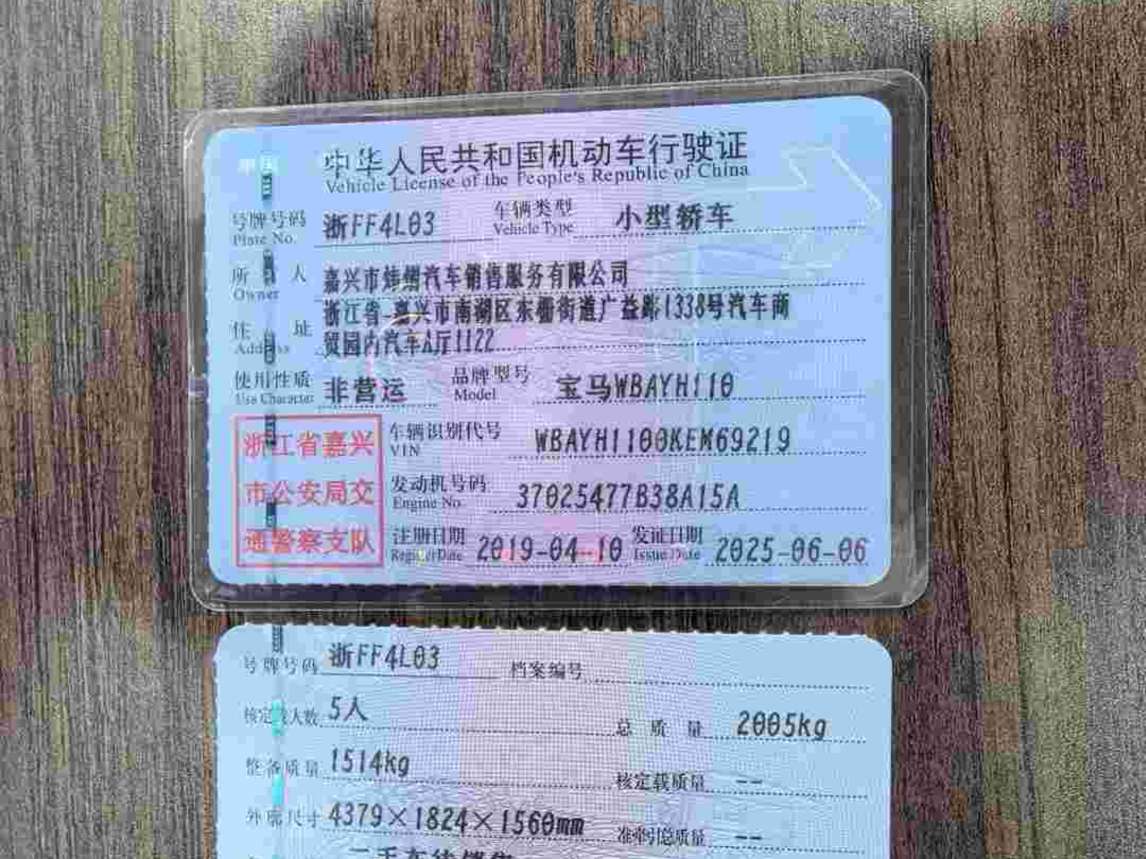 中华人民共和国机动车行驶证
Vehicle License of the People's Republic of China
号牌号码 浙FF4L03 车辆类型 小型轿车
Plate No. Vehicle Type
所 人 嘉兴市炜熠汽车销售服务有限公司
Owner
住 址 浙江省-嘉兴市南湖区东栅街道广益路1338号汽车商
Address 贸园内汽车A厅1122
使用性质 非营运 品牌型号 宝马WBAYH110
Use Character Model
浙江省嘉兴
市公安局交
通警察支队
车辆识别代号 WBAYH1100KEM69219
VIN
发动机号码 37025477B38A15A
Engine No.
注册日期 2019-04-10 发证日期 2025-06-06
Register Date Issue Date
号牌号码 浙FF4L03 档案编号
核定载人数 5人 总质量 2005kg
整备质量 1514kg 核定载质量 --
外廓尺寸 4379×1824×1560mm 准牵引总质量 --
二手车待销售